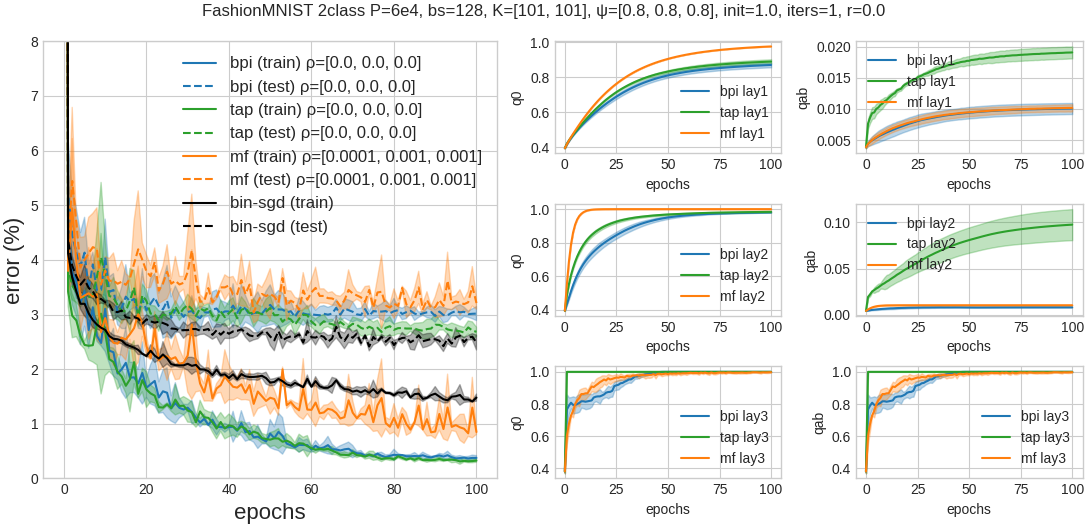 FashionMNIST 2class P=6e4, bs=128, K=[101, 101], ψ=[0.8, 0.8, 0.8], init=1.0, iters=1, r=0.0
error (%)
8
7
6
5
4
3
2
1
0
bpi (train) ρ=[0.0, 0.0, 0.0]
bpi (test) ρ=[0.0, 0.0, 0.0]
tap (train) ρ=[0.0, 0.0, 0.0]
tap (test) ρ=[0.0, 0.0, 0.0]
mf (train) ρ=[0.0001, 0.001, 0.001]
mf (test) ρ=[0.0001, 0.001, 0.001]
bin-sgd (train)
bin-sgd (test)
0 20 40 60 80 100
epochs
q0
1.0
0.8
0.6
0.4
bpi lay1
tap lay1
mf lay1
0 25 50 75 100
epochs
qab
0.020
0.015
0.010
0.005
bpi lay1
tap lay1
mf lay1
0 25 50 75 100
epochs
q0
1.0
0.8
0.6
0.4
bpi lay2
tap lay2
mf lay2
0 25 50 75 100
epochs
qab
0.10
0.05
0.00
bpi lay2
tap lay2
mf lay2
0 25 50 75 100
epochs
q0
1.0
0.8
0.6
0.4
bpi lay3
tap lay3
mf lay3
0 25 50 75 100
epochs
qab
1.0
0.8
0.6
0.4
bpi lay3
tap lay3
mf lay3
0 25 50 75 100
epochs